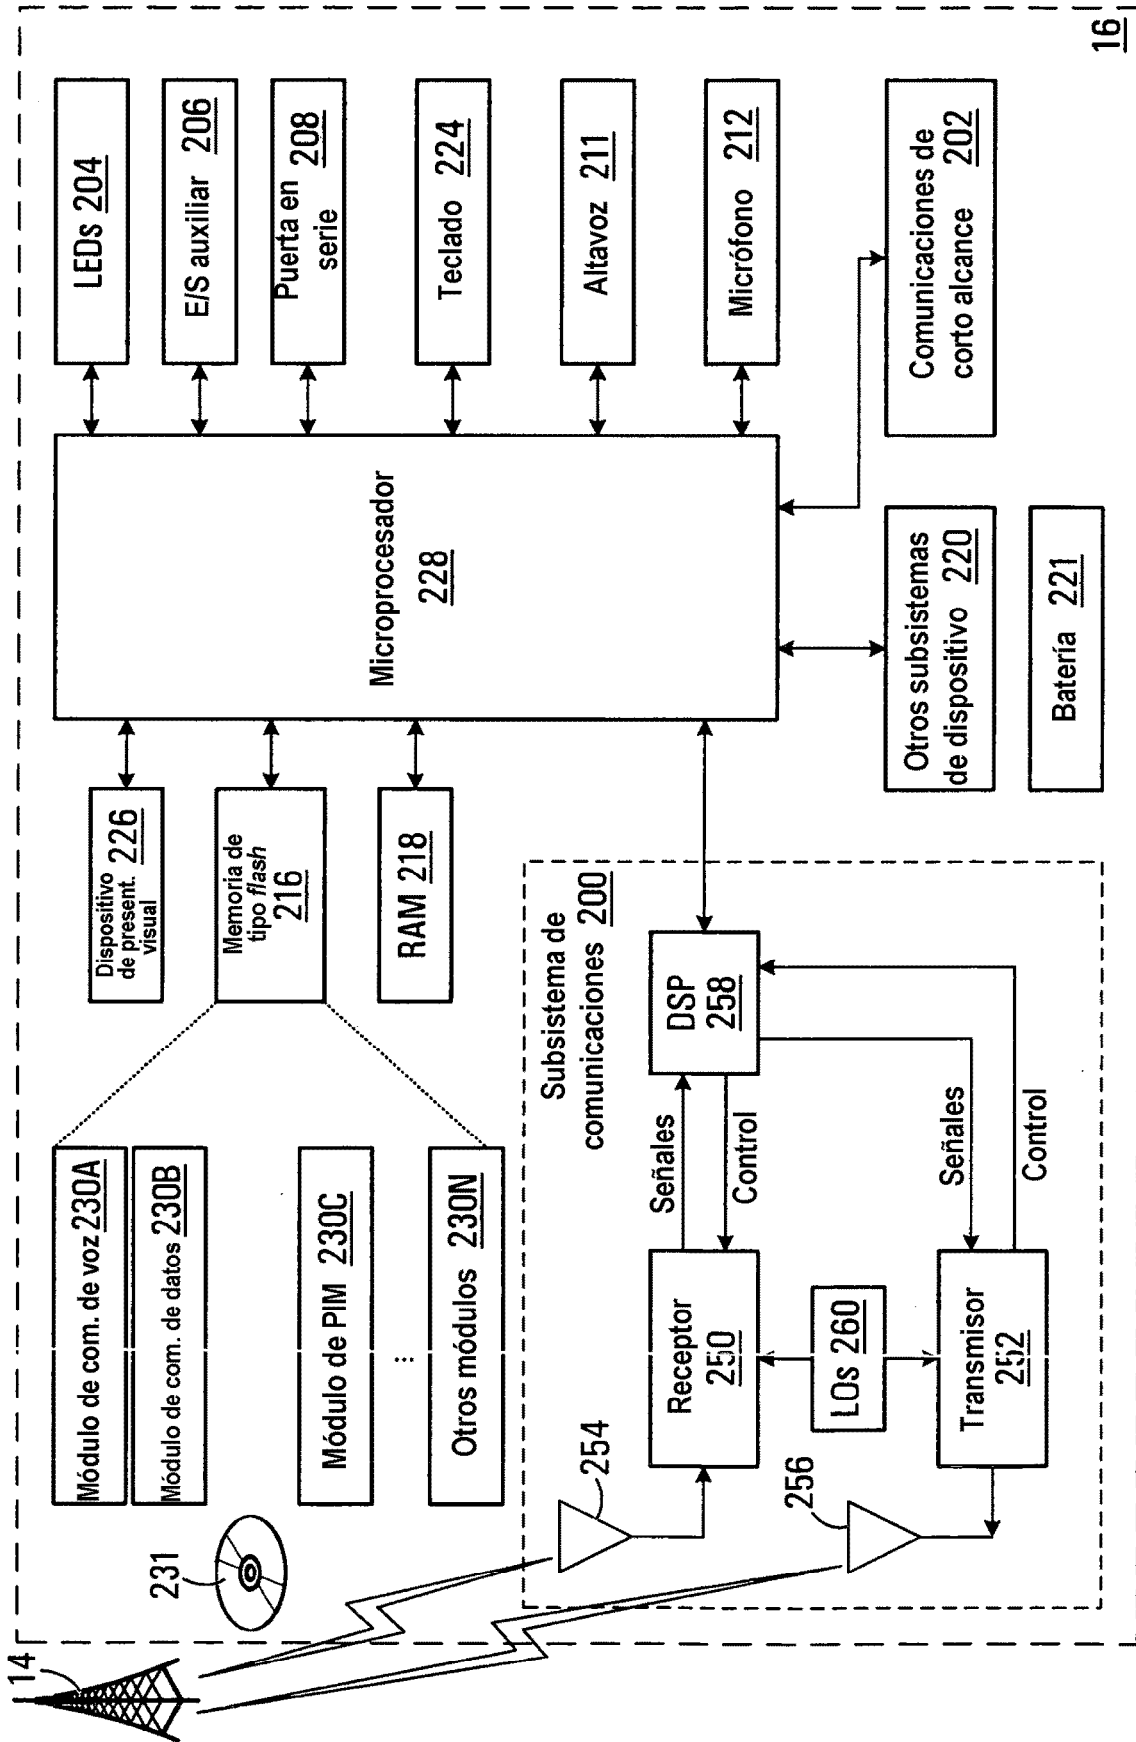 14
231
Módulo de com. de voz 230A
Módulo de com. de datos 230B
Módulo de PIM 230C
...
Otros módulos 230N
Dispositivo
de present. 226
visual
Memoria de
tipo flash
216
RAM 218
Microprocesador
228
LEDs 204
E/S auxiliar 206
Puerta en
serie 208
Teclado 224
Altavoz 211
Micrófono 212
Comunicaciones de
corto alcance 202
Otros subsistemas
de dispositivo 220
Batería 221
Subsistema de
comunicaciones 200
DSP
258
Señales
Control
Señales
Control
Receptor
250
LOs 260
Transmisor
252
254
256
16